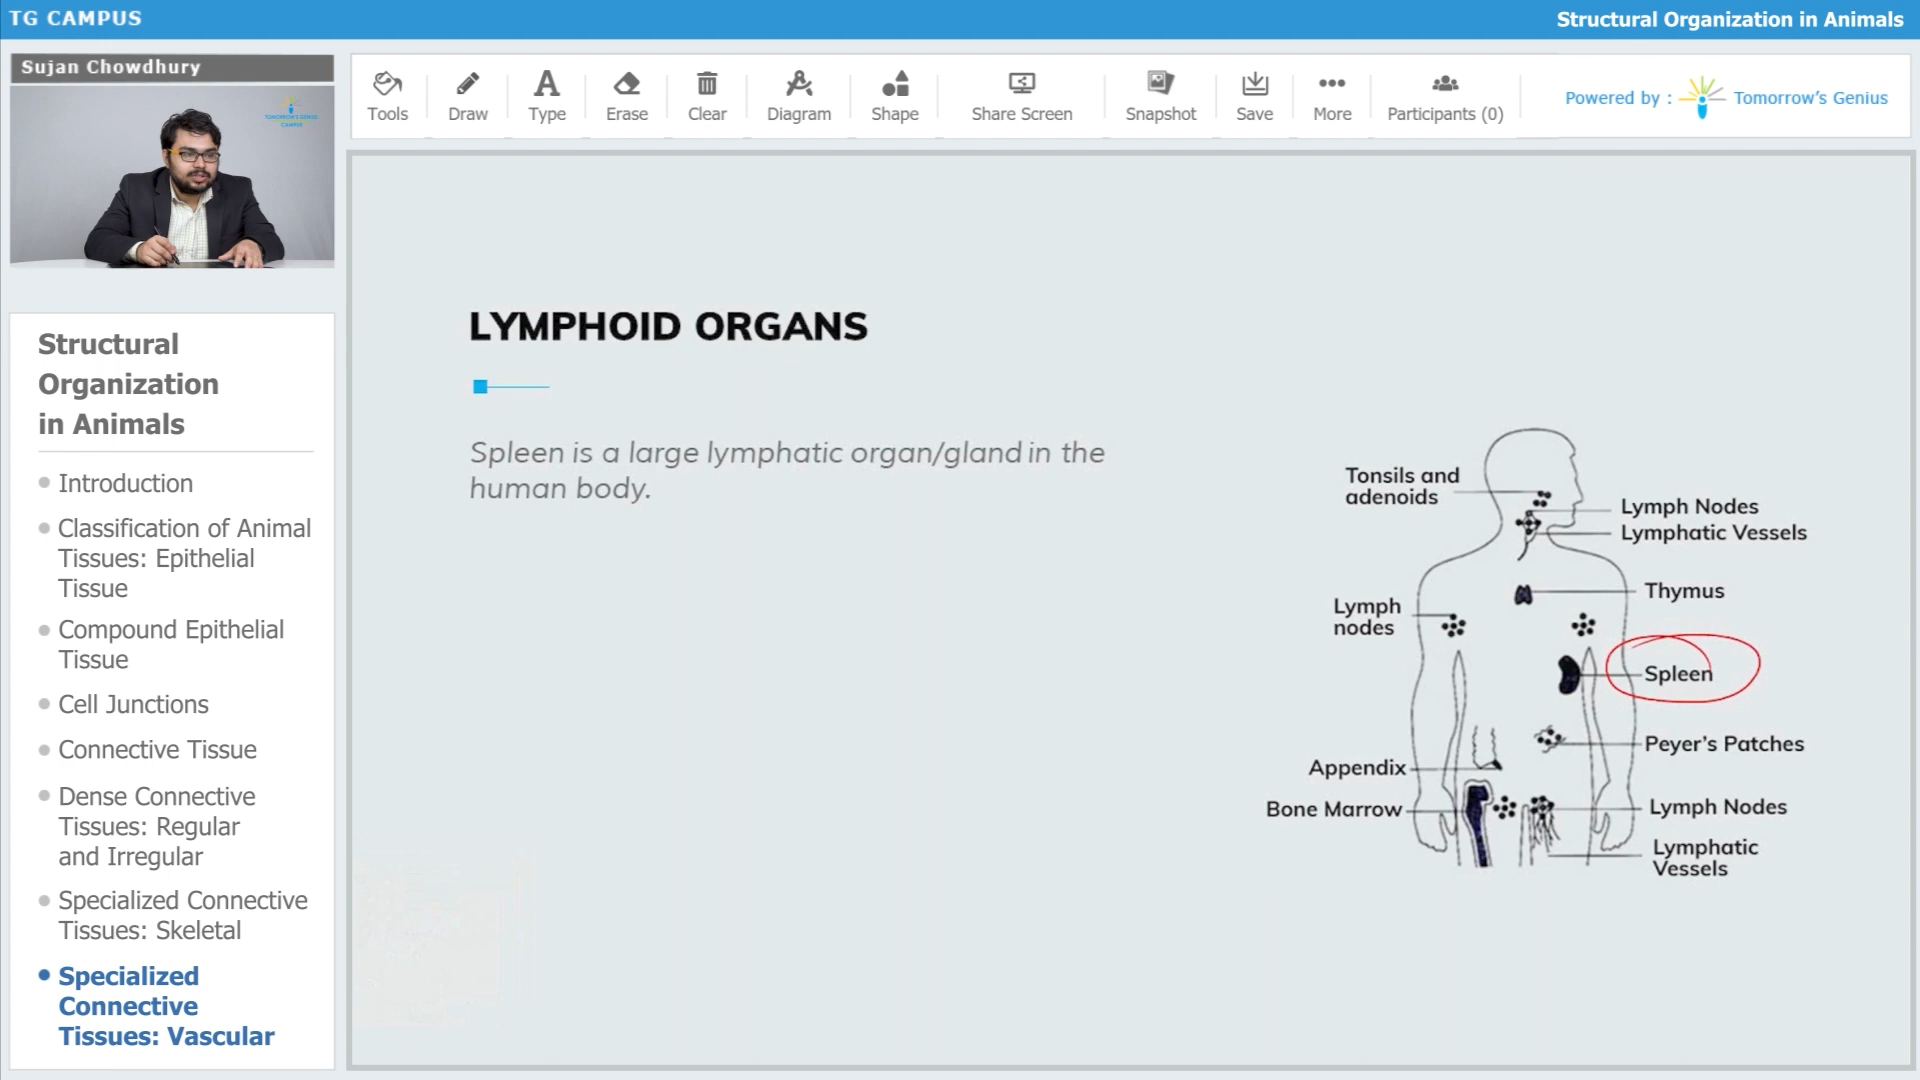 TG CAMPUS
Structural Organization in Animals
Sujan Chowdhury
TOMORROW'S GENIUS
CAMPUS
Tools
Draw
Type
Erase
Clear
Diagram
Shape
Share Screen
Snapshot
Save
More
Participants (0)
Powered by :
Tomorrow's Genius
Structural
Organization
in Animals
Introduction
Classification of Animal
Tissues: Epithelial
Tissue
Compound Epithelial
Tissue
Cell Junctions
Connective Tissue
Dense Connective
Tissues: Regular
and Irregular
Specialized Connective
Tissues: Skeletal
Specialized
Connective
Tissues: Vascular
LYMPHOID ORGANS
Spleen is a large lymphatic organ/gland in the
human body.
Tonsils and
adenoids
Lymph Nodes
Lymphatic Vessels
Thymus
Lymph
nodes
Spleen
Peyer's Patches
Appendix
Bone Marrow
Lymph Nodes
Lymphatic
Vessels